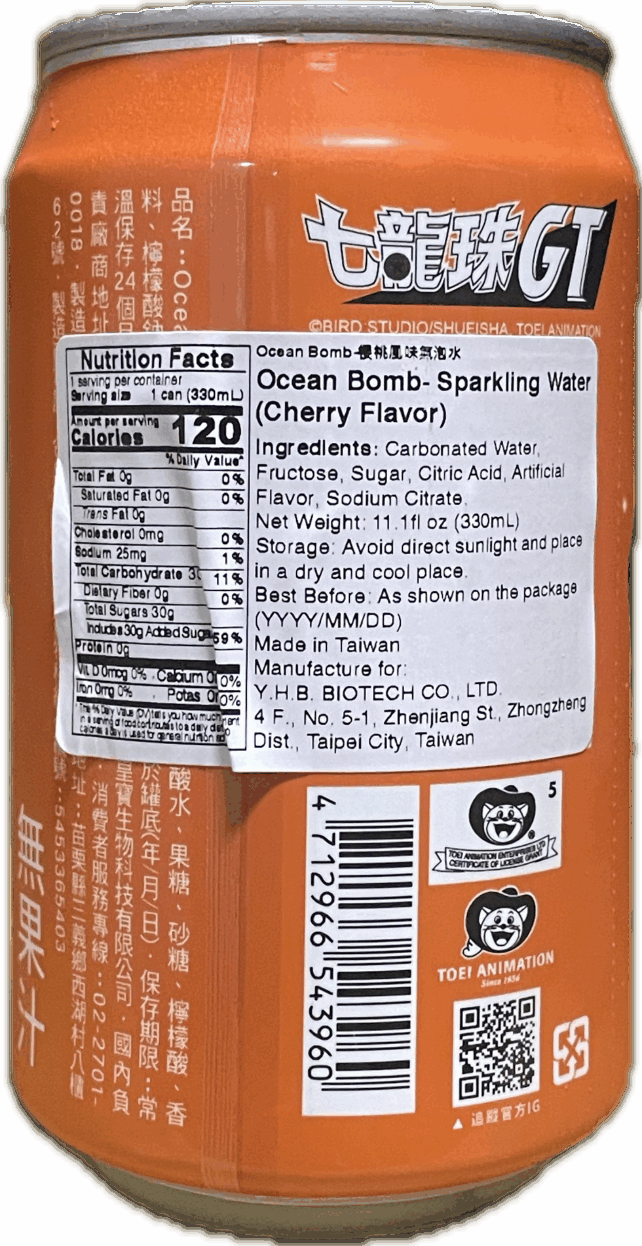 七龍珠GT
©BIRD STUDIO/SHUEISHA, TOEI ANIMATION
Nutrition Facts
1 serving per container
Serving size 1 can (330mL)
Amount per serving
Calories 120
% Daily Value*
Total Fat 0g 0%
Saturated Fat 0g 0%
Trans Fat 0g
Cholesterol 0mg 0%
Sodium 25mg 1%
Total Carbohydrate 11%
Dietary Fiber 0g 0%
Total Sugars 30g
Includes 30g Added 59%
Protein 0g
Vit. D 0mcg 0% · Calcium 0%
Iron 0mg 0% Potas 0%
Ocean Bomb-櫻桃風味氣泡水
Ocean Bomb- Sparkling Water
(Cherry Flavor)
Ingredients: Carbonated Water,
Fructose, Sugar, Citric Acid, Artificial
Flavor, Sodium Citrate.
Net Weight: 11.1fl oz (330mL)
Storage: Avoid direct sunlight and place
in a dry and cool place.
Best Before: As shown on the package
(YYYY/MM/DD)
Made in Taiwan
Manufacture for:
Y.H.B. BIOTECH CO., LTD.
4 F., No. 5-1, Zhenjiang St., Zhongzheng
Dist., Taipei City, Taiwan
品名：Ocea
酸水、果糖、砂糖、檸檬酸、香
料、檸檬酸鈉
於罐底(年/月/日)．保存期限：常
溫保存24個月
皇寶生物科技有限公司．國內負
責廠商地址
消費者服務專線：02-2701-
0018．製造
地址：苗栗縣三義鄉西湖村八櫃
62號．製造
號：5453365403
無果汁
4 712966 543960
5
TOEI ANIMATION ENTERPRISES LTD
CERTIFICATE OF LICENSE GRANT
TOEI ANIMATION
Since 1956
▲ 追蹤官方IG